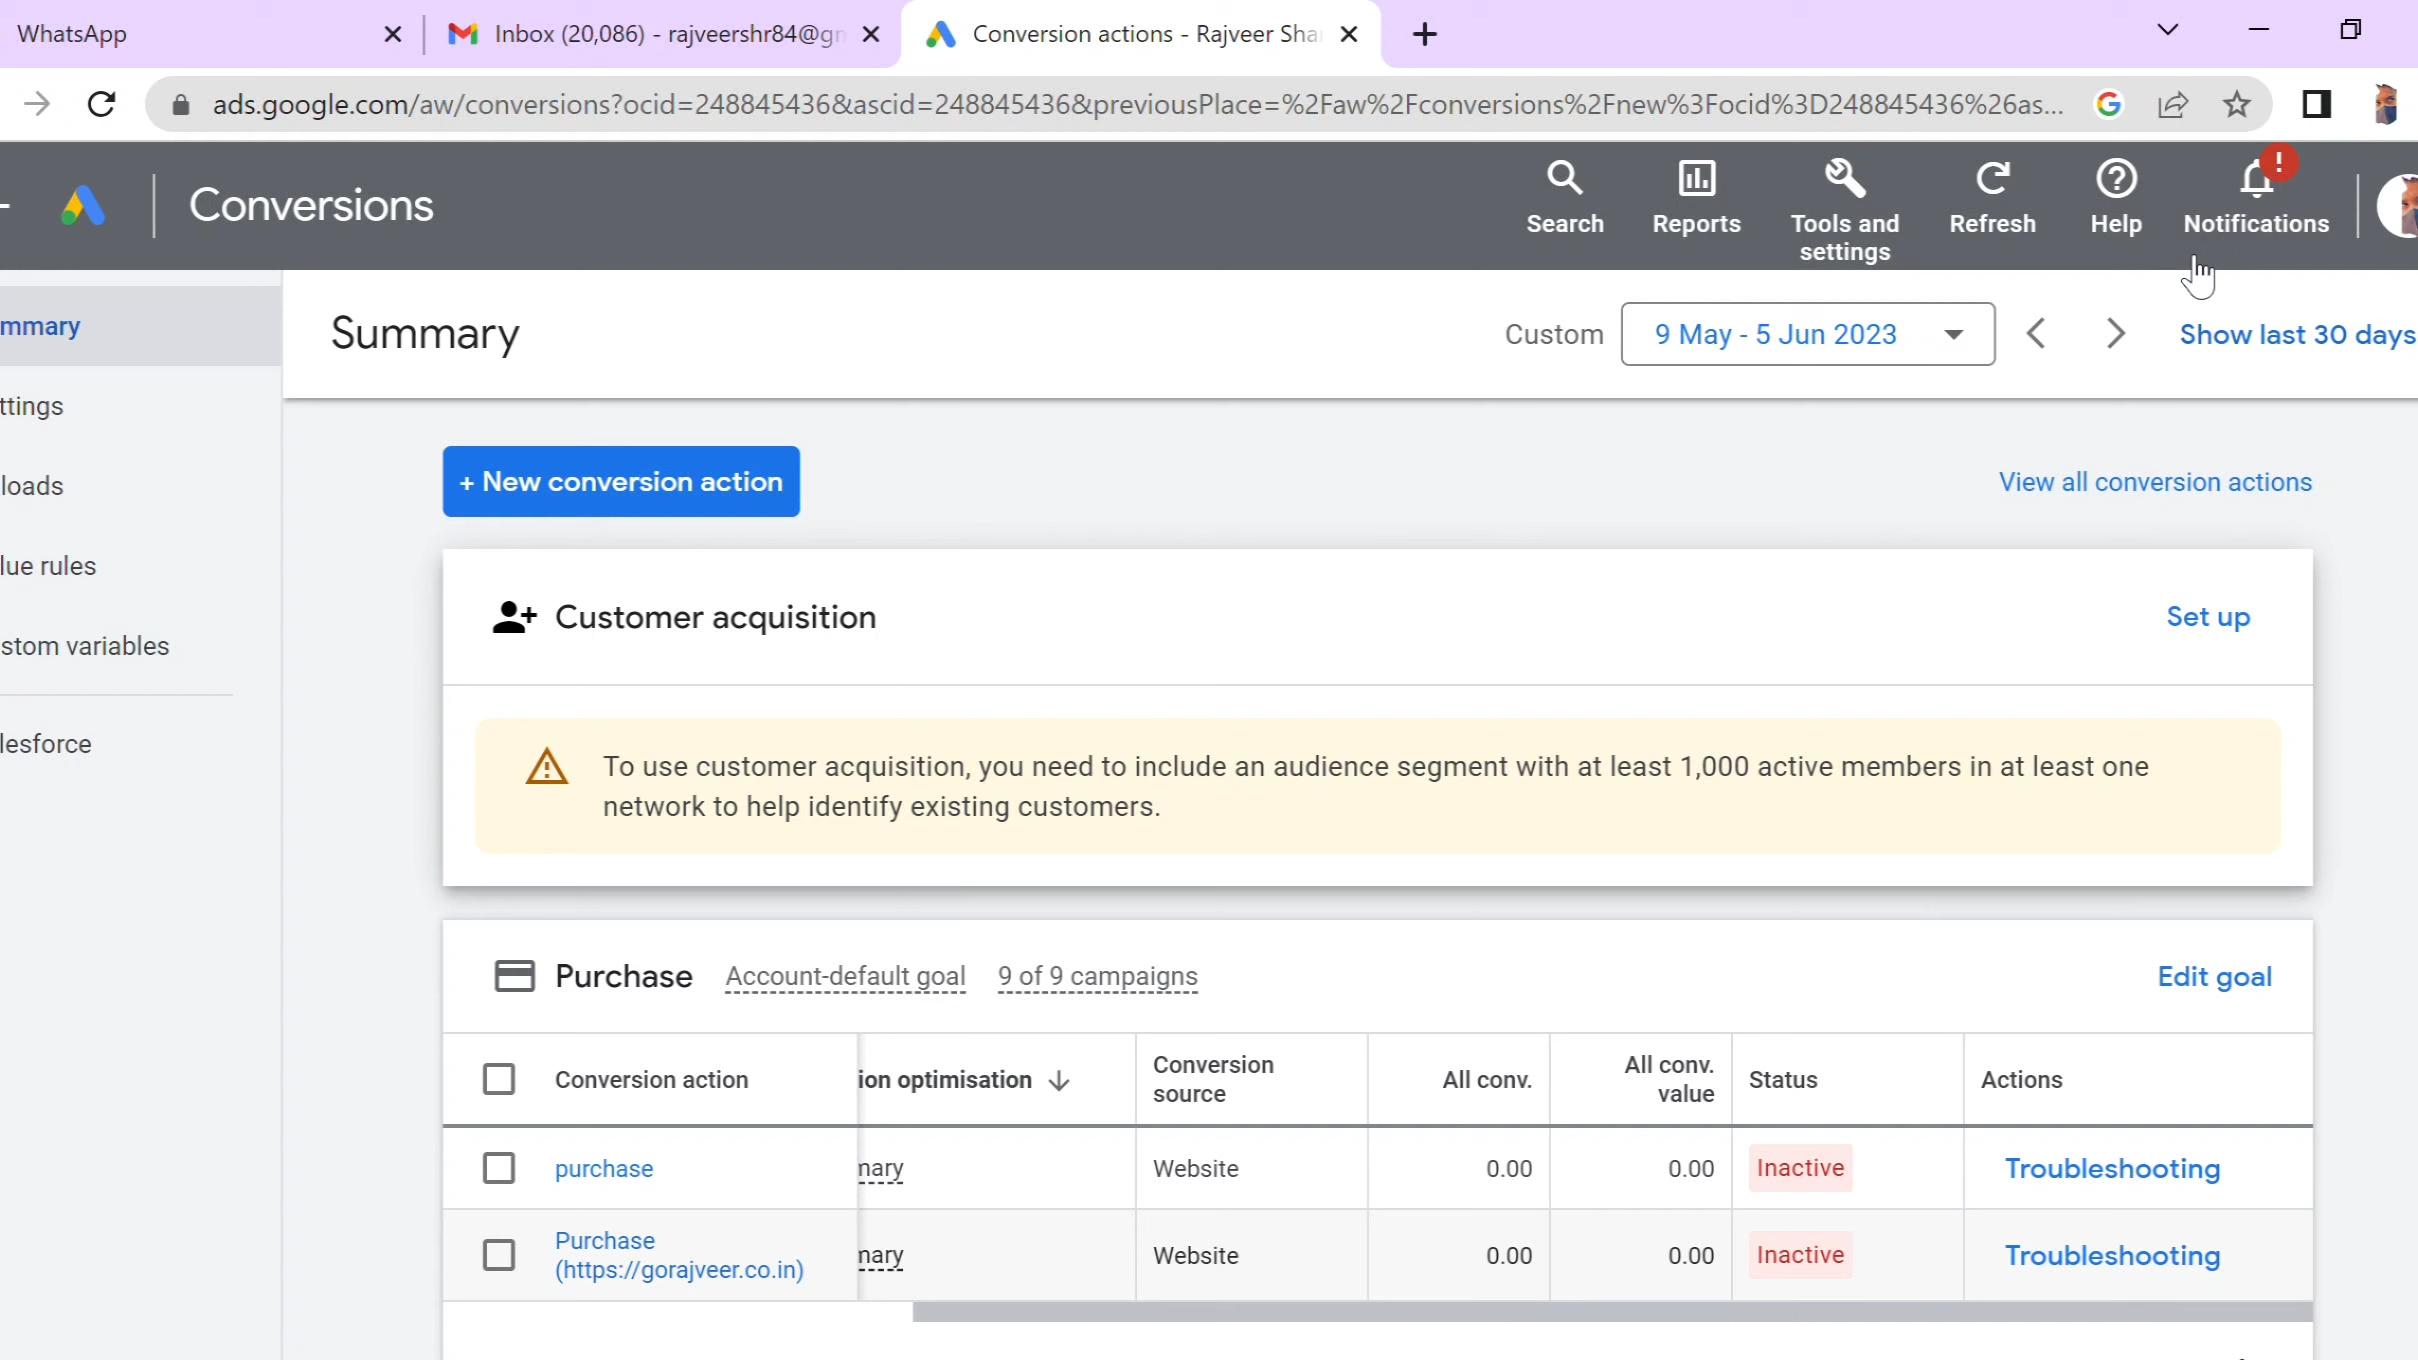 WhatsApp
Inbox (20,086) - rajveershr84@gm
Conversion actions - Rajveer Sha
ads.google.com/aw/conversions?ocid=248845436&ascid=248845436&previousPlace=%2Faw%2Fconversions%2Fnew%3Focid%3D248845436%26as...
Conversions
Search
Reports
Tools and
settings
Refresh
Help
!
Notifications
mmary
ttings
loads
lue rules
stom variables
lesforce
Summary
Custom
9 May - 5 Jun 2023
Show last 30 days
+ New conversion action
View all conversion actions
Customer acquisition
Set up
To use customer acquisition, you need to include an audience segment with at least 1,000 active members in at least one
network to help identify existing customers.
Purchase
Account-default goal
9 of 9 campaigns
Edit goal
Conversion action
ion optimisation
Conversion
source
All conv.
All conv.
value
Status
Actions
purchase
nary
Website
0.00
0.00
Inactive
Troubleshooting
Purchase
(https://gorajveer.co.in)
nary
Website
0.00
0.00
Inactive
Troubleshooting